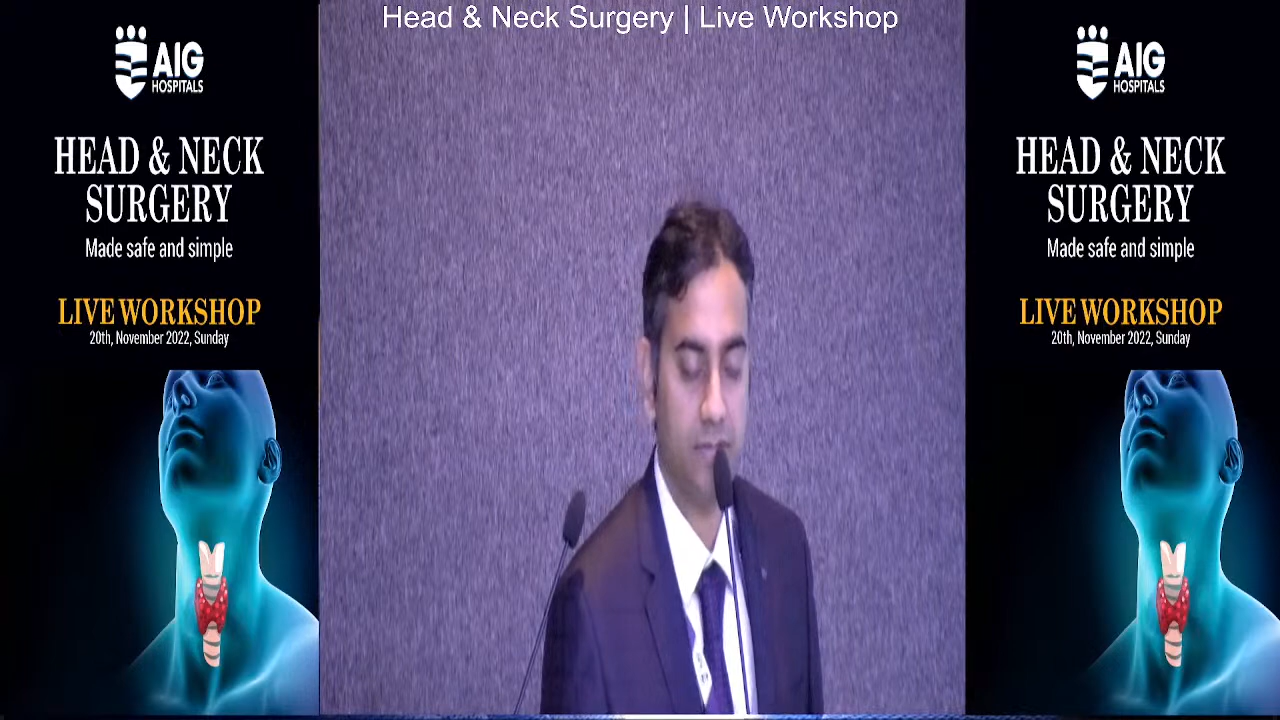 Head & Neck Surgery | Live Workshop
AIG
HOSPITALS
HEAD & NECK
SURGERY
Made safe and simple
LIVE WORKSHOP
20th, November 2022, Sunday
AIG
HOSPITALS
HEAD & NECK
SURGERY
Made safe and simple
LIVE WORKSHOP
20th, November 2022, Sunday